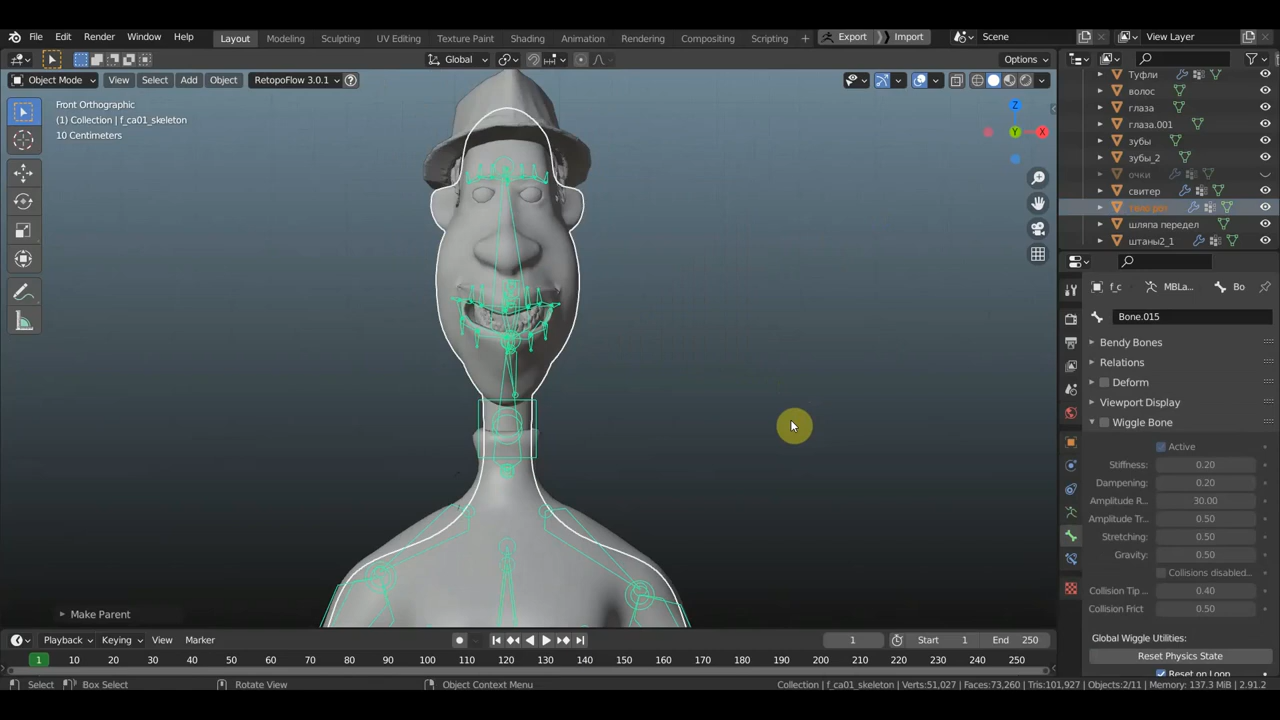 File Edit Render Window Help Layout Modeling Sculpting UV Editing Texture Paint Shading Animation Rendering Compositing Scripting + Export Import Scene View Layer
Global Options
Object Mode View Select Add Object RetopoFlow 3.0.1
Front Orthographic
(1) Collection | f_ca01_skeleton
10 Centimeters
Z
Y
X
Туфли
волос
глаза
глаза.001
зубы
зубы_2
очки
свитер
шляпа передел
штаны2_1
f_c MBLa... Bo
Bone.015
Bendy Bones
Relations
Deform
Viewport Display
Wiggle Bone
Active
Stiffness: 0.20
Dampening: 0.20
Amplitude R... 30.00
Amplitude Tr... 0.50
Stretching: 0.50
Gravity: 0.50
Collisions disabled...
Collision Tip ... 0.40
Collision Frict 0.50
Global Wiggle Utilities:
Reset Physics State
Reset on Loop
Make Parent
Playback Keying View Marker 1 Start 1 End 250
1 10 20 30 40 50 60 70 80 90 100 110 120 130 140 150 160 170 180 190 200 210 220 230 240 250
Select Box Select Rotate View Object Context Menu Collection | f_ca01_skeleton | Verts:51,027 | Faces:73,260 | Tris:101,927 | Objects:2/11 | Memory: 137.3 MiB | 2.91.2